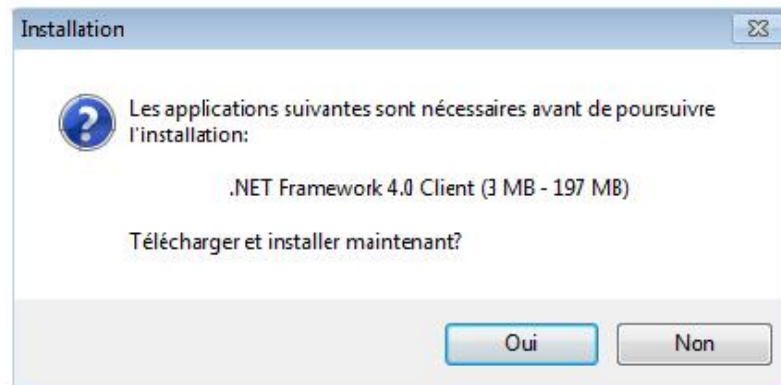 Installation
Les applications suivantes sont nécessaires avant de poursuivre
l'installation:
.NET Framework 4.0 Client (3 MB - 197 MB)
Télécharger et installer maintenant?
Oui
Non